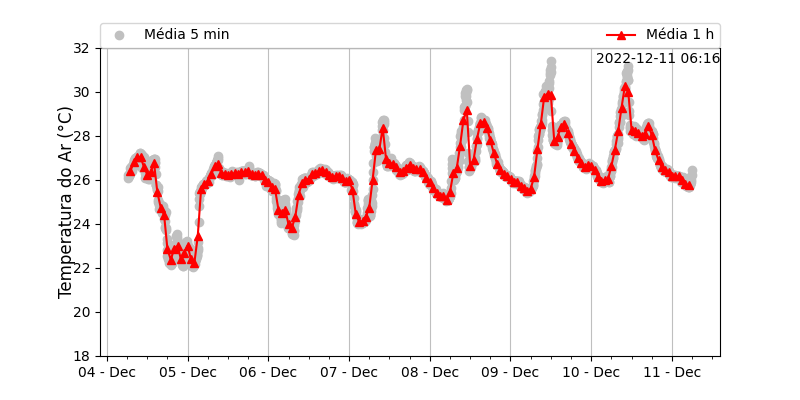 Média 5 min
Média 1 h
2022-12-11 06:16
Temperatura do Ar (°C)
32
30
28
26
24
22
20
18
04 - Dec
05 - Dec
06 - Dec
07 - Dec
08 - Dec
09 - Dec
10 - Dec
11 - Dec